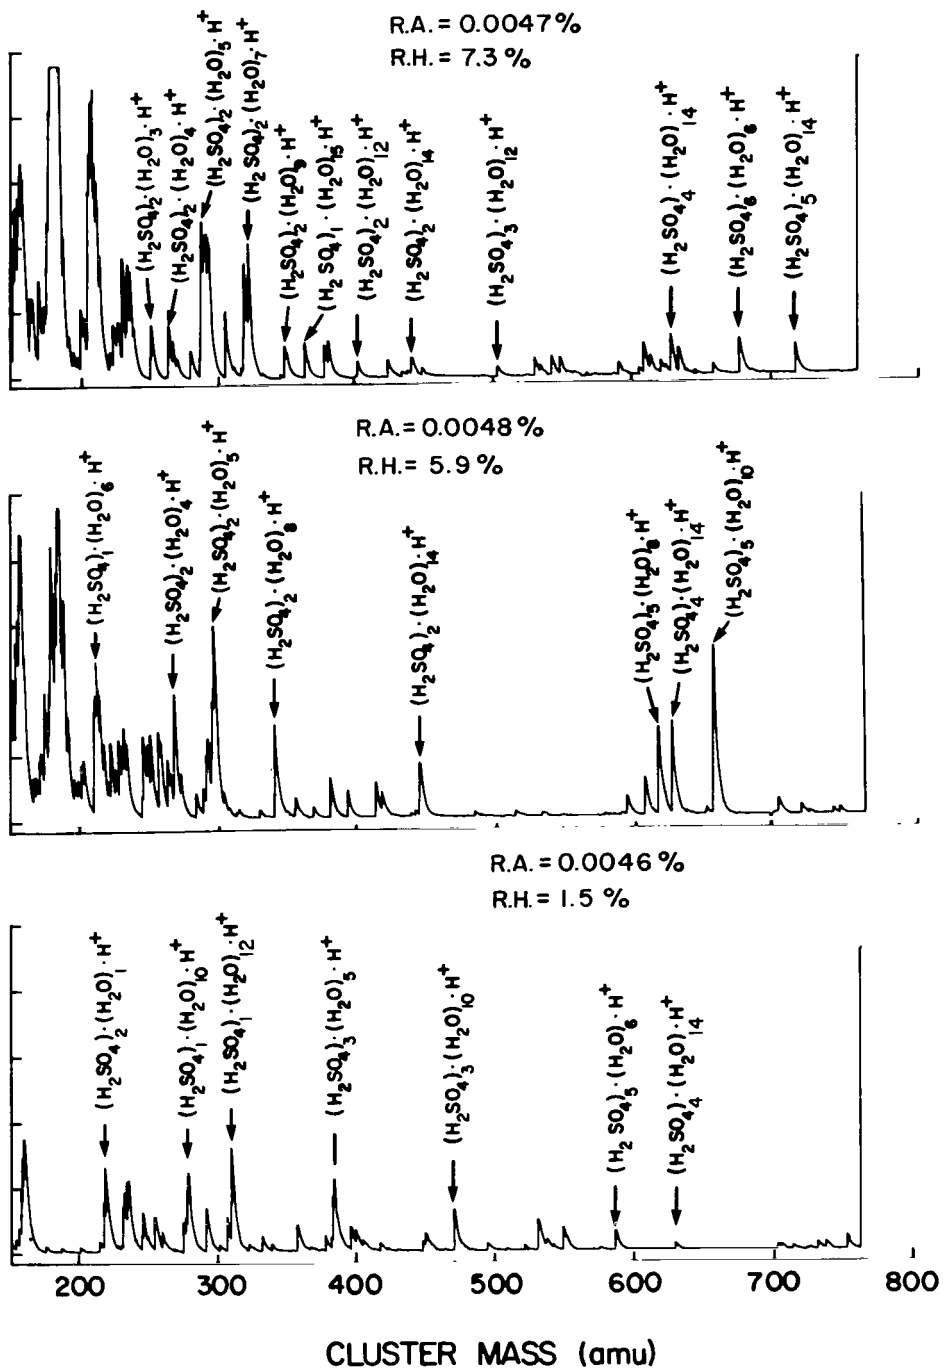 R.A. = 0.0047 %
R.H. = 7.3 %
(H₂SO₄)₂·(H₂O)₃·H⁺
(H₂SO₄)₂·(H₂O)₄·H⁺
(H₂SO₄)₂·(H₂O)₅·H⁺
(H₂SO₄)₂·(H₂O)₇·H⁺
(H₂SO₄)₂·(H₂O)₉·H⁺
(H₂SO₄)₁·(H₂O)₁₅·H⁺
(H₂SO₄)₂·(H₂O)₁₂·H⁺
(H₂SO₄)₂·(H₂O)₁₄·H⁺
(H₂SO₄)₃·(H₂O)₁₂·H⁺
(H₂SO₄)₄·(H₂O)₁₄·H⁺
(H₂SO₄)₆·(H₂O)₆·H⁺
(H₂SO₄)₅·(H₂O)₁₄·H⁺
R.A. = 0.0048 %
R.H. = 5.9 %
(H₂SO₄)₁·(H₂O)₆·H⁺
(H₂SO₄)₂·(H₂O)₄·H⁺
(H₂SO₄)₂·(H₂O)₅·H⁺
(H₂SO₄)₂·(H₂O)₈·H⁺
(H₂SO₄)₂·(H₂O)₁₄·H⁺
(H₂SO₄)₅·(H₂O)₈·H⁺
(H₂SO₄)₄·(H₂O)₁₄·H⁺
(H₂SO₄)₅·(H₂O)₁₀·H⁺
R.A. = 0.0046 %
R.H. = 1.5 %
(H₂SO₄)₂·(H₂O)₁·H⁺
(H₂SO₄)₁·(H₂O)₁₀·H⁺
(H₂SO₄)₁·(H₂O)₁₂·H⁺
(H₂SO₄)₃·(H₂O)₅·H⁺
(H₂SO₄)₃·(H₂O)₁₀·H⁺
(H₂SO₄)₅·(H₂O)₆·H⁺
(H₂SO₄)₄·(H₂O)₁₄·H⁺
200 300 400 500 600 700 800
CLUSTER MASS (amu)